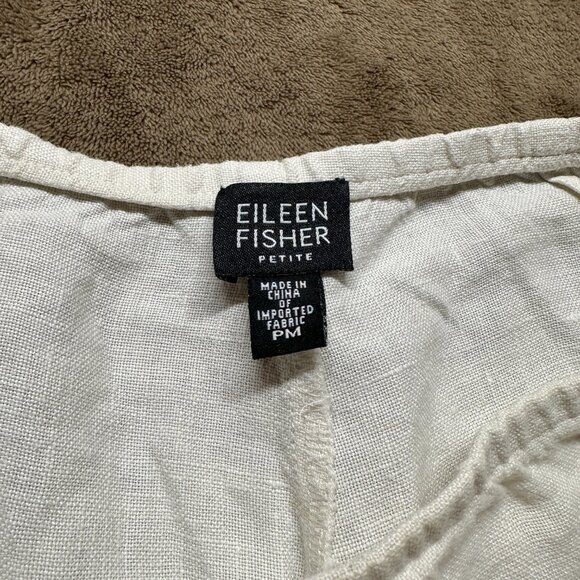 EILEEN
FISHER
PETITE
MADE IN
CHINA
OF
IMPORTED
FABRIC
PM